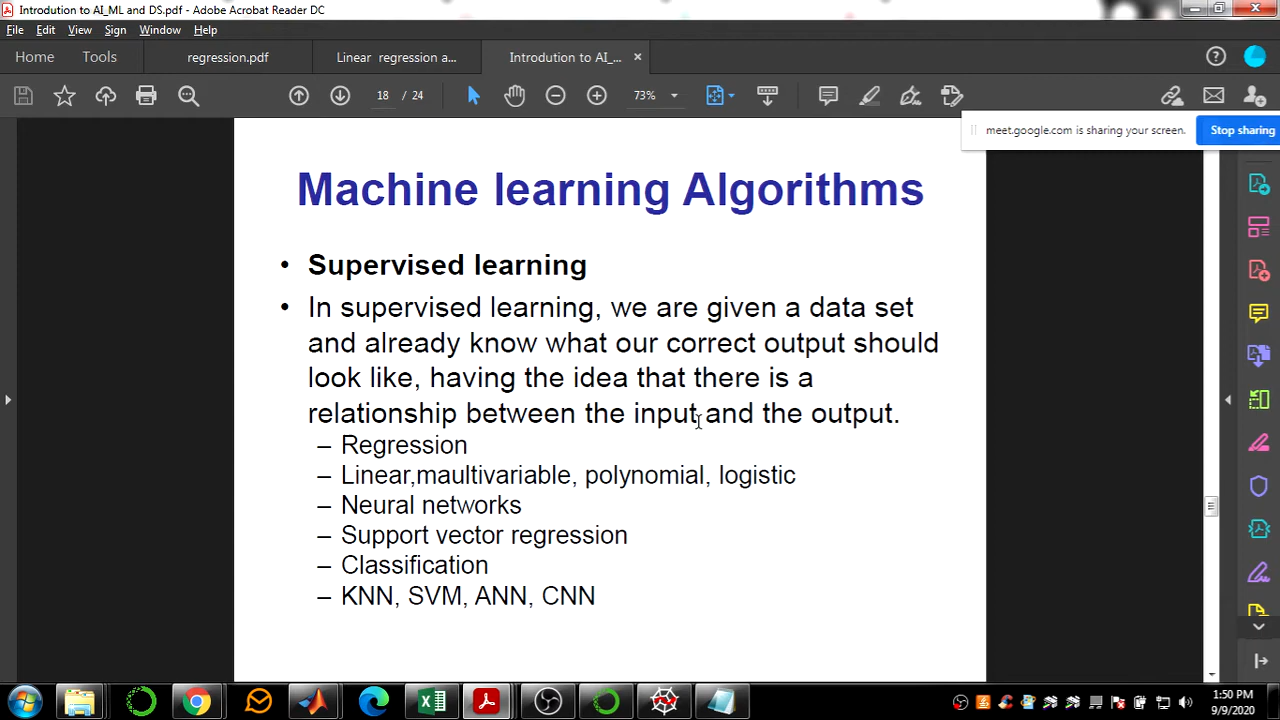 Introdution to AI_ML and DS.pdf - Adobe Acrobat Reader DC
File Edit View Sign Window Help
Home Tools regression.pdf Linear regression a... Introdution to AI_... ×
18 / 24 73%
meet.google.com is sharing your screen. Stop sharing
Machine learning Algorithms
• Supervised learning
• In supervised learning, we are given a data set
and already know what our correct output should
look like, having the idea that there is a
relationship between the input and the output.
– Regression
– Linear,maultivariable, polynomial, logistic
– Neural networks
– Support vector regression
– Classification
– KNN, SVM, ANN, CNN
1:50 PM
9/9/2020